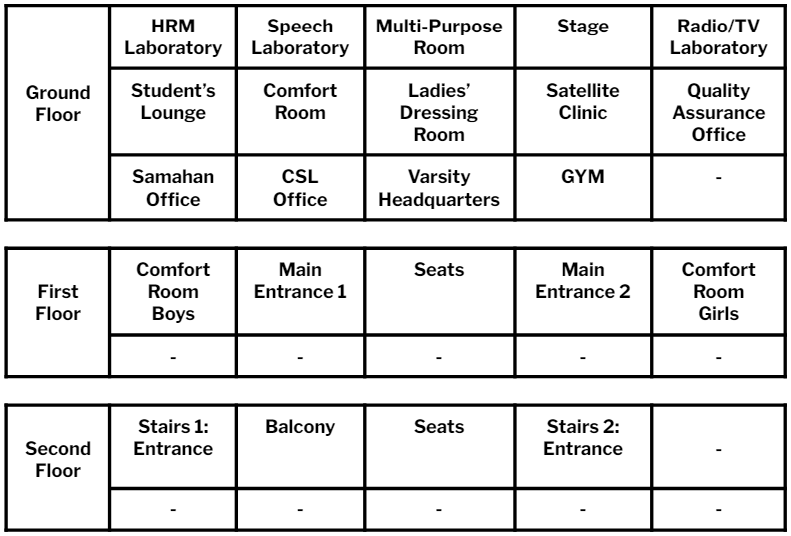 HRM Laboratory
Speech Laboratory
Multi-Purpose Room
Stage
Radio/TV Laboratory
Ground Floor
Student’s Lounge
Comfort Room
Ladies’ Dressing Room
Satellite Clinic
Quality Assurance Office
Samahan Office
CSL Office
Varsity Headquarters
GYM
-
First Floor
Comfort Room Boys
Main Entrance 1
Seats
Main Entrance 2
Comfort Room Girls
-
-
-
-
-
Second Floor
Stairs 1: Entrance
Balcony
Seats
Stairs 2: Entrance
-
-
-
-
-
-